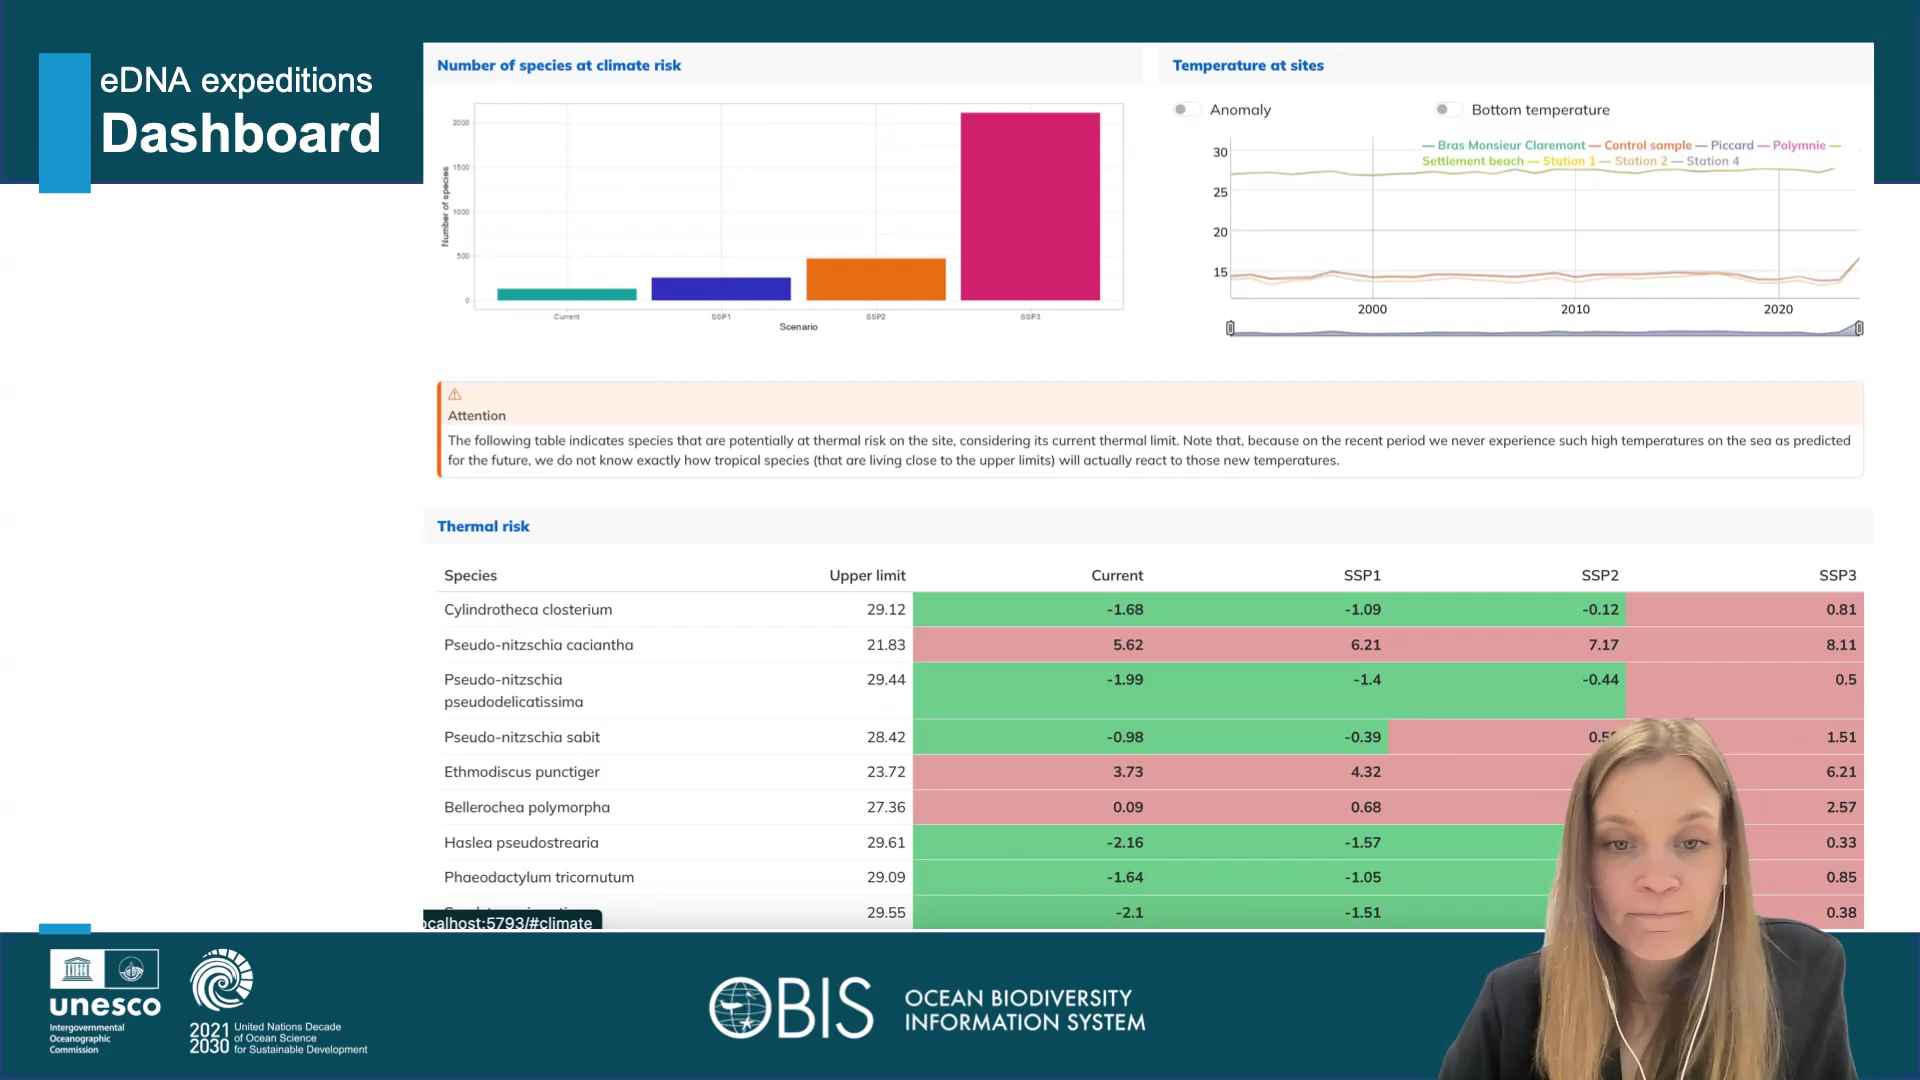 eDNA expeditions
Dashboard
Number of species at climate risk
Number of species
2000
1500
1000
500
0
Current
SSP1
SSP2
SSP3
Scenario
Temperature at sites
Anomaly
Bottom temperature
Bras Monsieur Claremont — Control sample — Piccard — Polymnie —
Settlement beach — Station 1 — Station 2 — Station 4
30
25
20
15
2000
2010
2020
Attention
The following table indicates species that are potentially at thermal risk on the site, considering its current thermal limit. Note that, because on the recent period we never experience such high temperatures on the sea as predicted
for the future, we do not know exactly how tropical species (that are living close to the upper limits) will actually react to those new temperatures.
Thermal risk
Species Upper limit Current SSP1 SSP2 SSP3
Cylindrotheca closterium 29.12 -1.68 -1.09 -0.12 0.81
Pseudo-nitzschia caciantha 21.83 5.62 6.21 7.17 8.11
Pseudo-nitzschia 29.44 -1.99 -1.4 -0.44 0.5
pseudodelicatissima
Pseudo-nitzschia sabit 28.42 -0.98 -0.39 1.51
Ethmodiscus punctiger 23.72 3.73 4.32 6.21
Bellerochea polymorpha 27.36 0.09 0.68 2.57
Haslea pseudostrearia 29.61 -2.16 -1.57 0.33
Phaeodactylum tricornutum 29.09 -1.64 -1.05 0.85
29.55 -2.1 -1.51 0.38
ocalhost:5793/#climate
unesco
Intergovernmental
Oceanographic
Commission
2021
2030
United Nations Decade
of Ocean Science
for Sustainable Development
OBIS
OCEAN BIODIVERSITY
INFORMATION SYSTEM